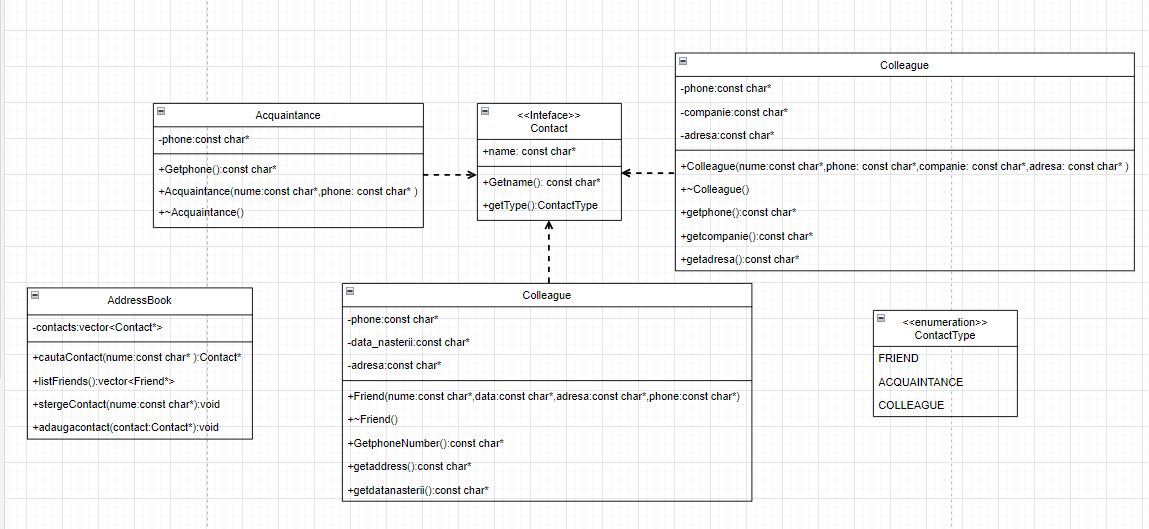 Acquaintance
-phone:const char*
+Getphone():const char*
+Acquaintance(nume:const char*,phone: const char* )
+~Acquaintance()
<<Inteface>>
Contact
+name: const char*
+Getname(): const char*
+getType():ContactType
Colleague
-phone:const char*
-companie:const char*
-adresa:const char*
+Colleague(nume:const char*,phone: const char*,companie: const char*,adresa: const char* )
+~Colleague()
+getphone():const char*
+getcompanie():const char*
+getadresa():const char*
AddressBook
-contacts:vector<Contact*>
+cautaContact(nume:const char* ):Contact*
+listFriends():vector<Friend*>
+stergeContact(nume:const char*):void
+adaugacontact(contact:Contact*):void
Colleague
-phone:const char*
-data_nasterii:const char*
-adresa:const char*
+Friend(nume:const char*,data:const char*,adresa:const char*,phone:const char*)
+~Friend()
+GetphoneNumber():const char*
+getaddress():const char*
+getdatanasterii():const char*
<<enumeration>>
ContactType
FRIEND
ACQUAINTANCE
COLLEAGUE